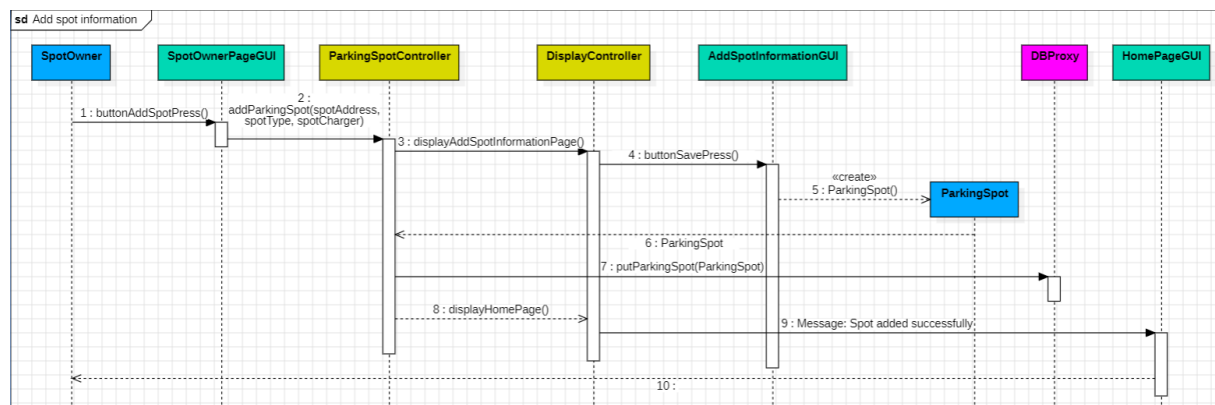 sd Add spot information
SpotOwner
SpotOwnerPageGUI
ParkingSpotController
DisplayController
AddSpotInformationGUI
DBProxy
HomePageGUI
1 : buttonAddSpotPress()
2 :
addParkingSpot(spotAddress,
spotType, spotCharger)
3 : displayAddSpotInformationPage()
4 : buttonSavePress()
«create»
5 : ParkingSpot()
ParkingSpot
6 : ParkingSpot
7 : putParkingSpot(ParkingSpot)
8 : displayHomePage()
9 : Message: Spot added successfully
10 :